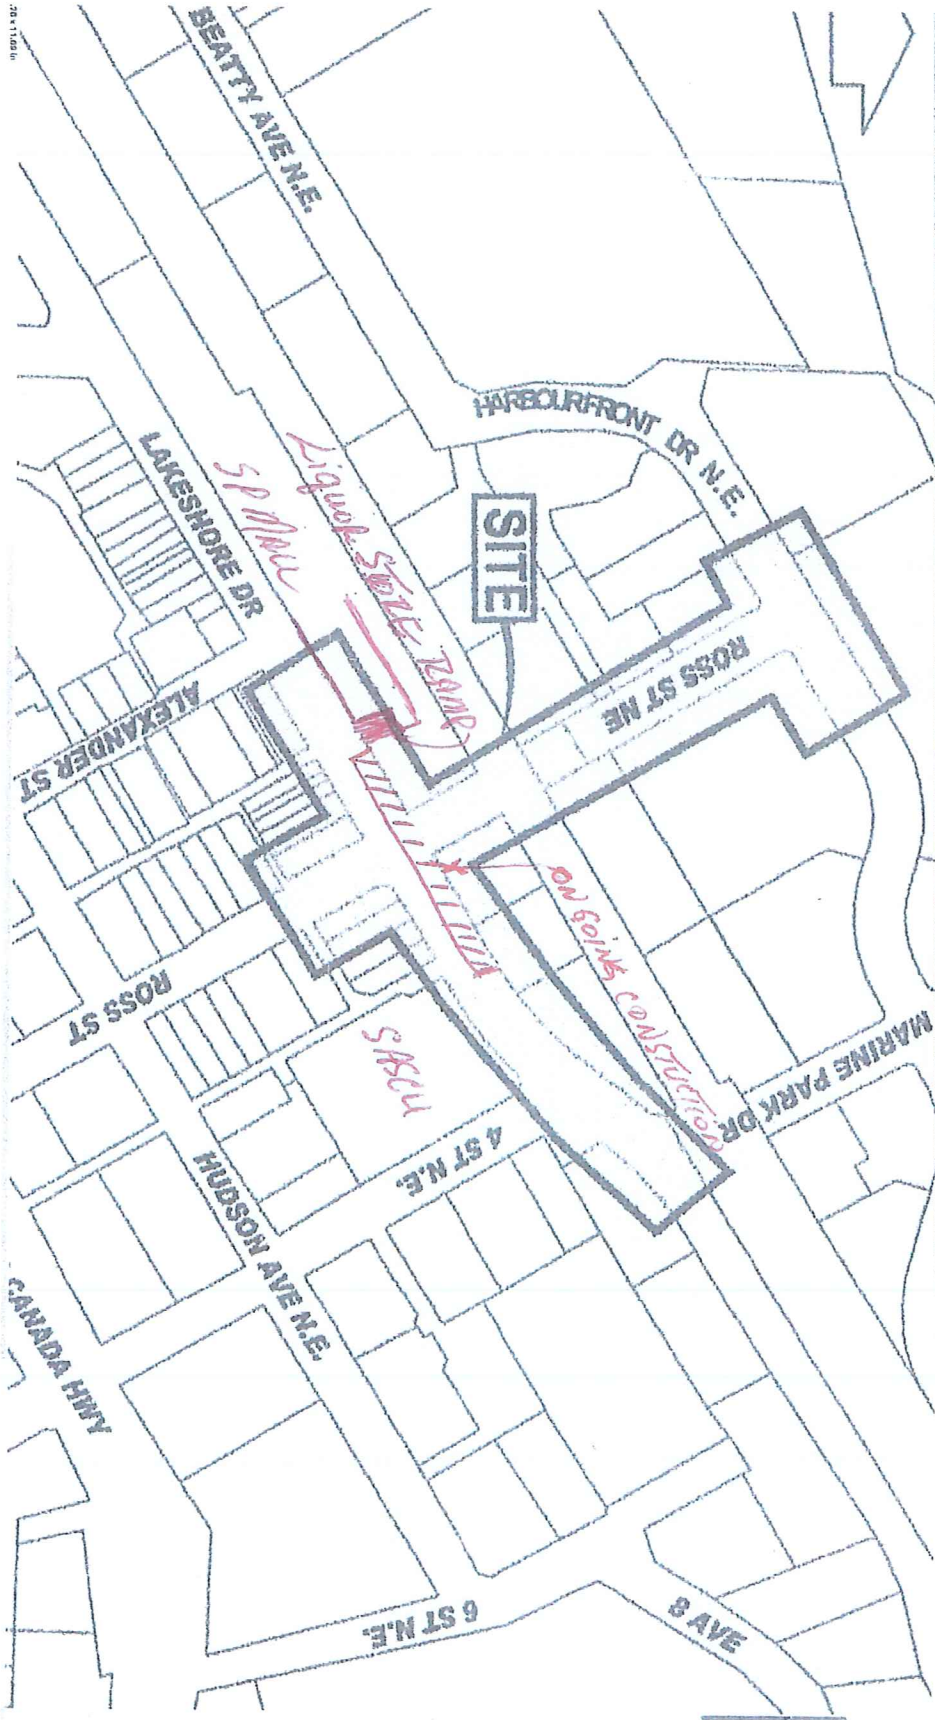 BEATTY AVE N.E.
HARBOURFRONT DR N.E.
LAKESHORE DR
SP MALL
Liquor STORE RAMP
SITE
ROSS ST NE
ALEXANDER ST
ON GOING CONSTUCTION
ROSS ST
SASCU
MARINE PARK DR
4 ST N.E.
HUDSON AVE N.E.
CANADA HWY
6 ST N.E.
8 AVE